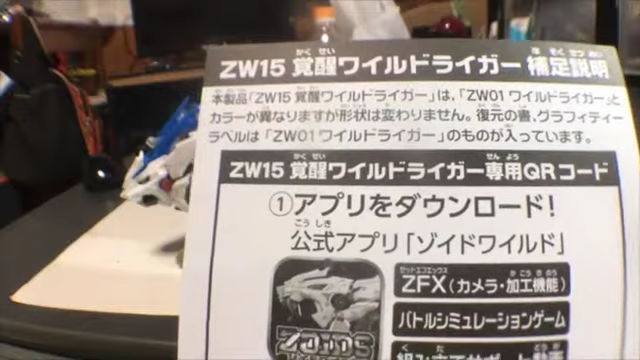 ZW15 覚醒ワイルドライガー 補足説明
本製品「ZW15 覚醒ワイルドライガー」は、「ZW01 ワイルドライガー」と
カラーが異なりますが形状は変わりません。復元の書、グラフィティー
ラベルは「ZW01 ワイルドライガー」のものが入っています。
ZW15 覚醒ワイルドライガー専用QRコード
①アプリをダウンロード!
公式アプリ「ゾイドワイルド」
ZOIDS
ZFX(カメラ・加工機能)
バトルシミュレーションゲーム